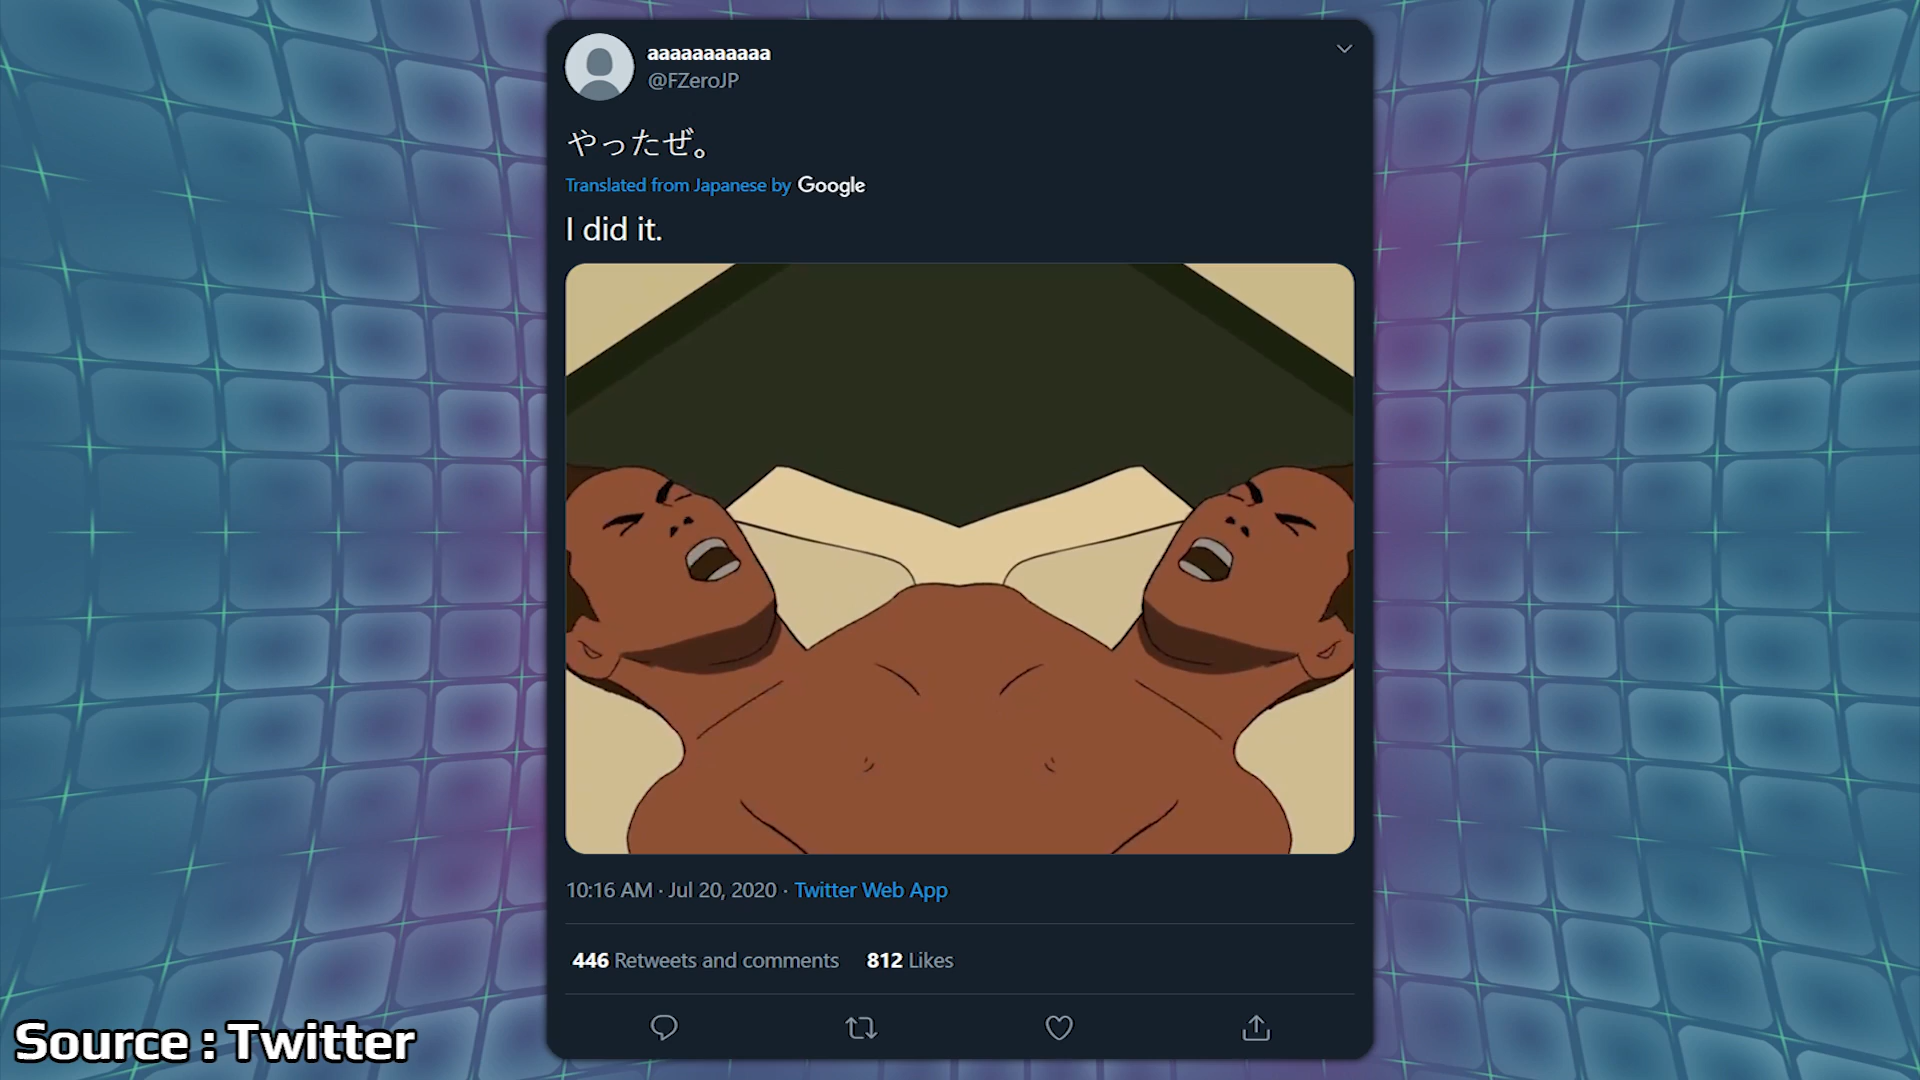 aaaaaaaaaaa
@FZeroJP
やったぜ。
Translated from Japanese by Google
I did it.
10:16 AM · Jul 20, 2020 · Twitter Web App
446 Retweets and comments 812 Likes
Source : Twitter